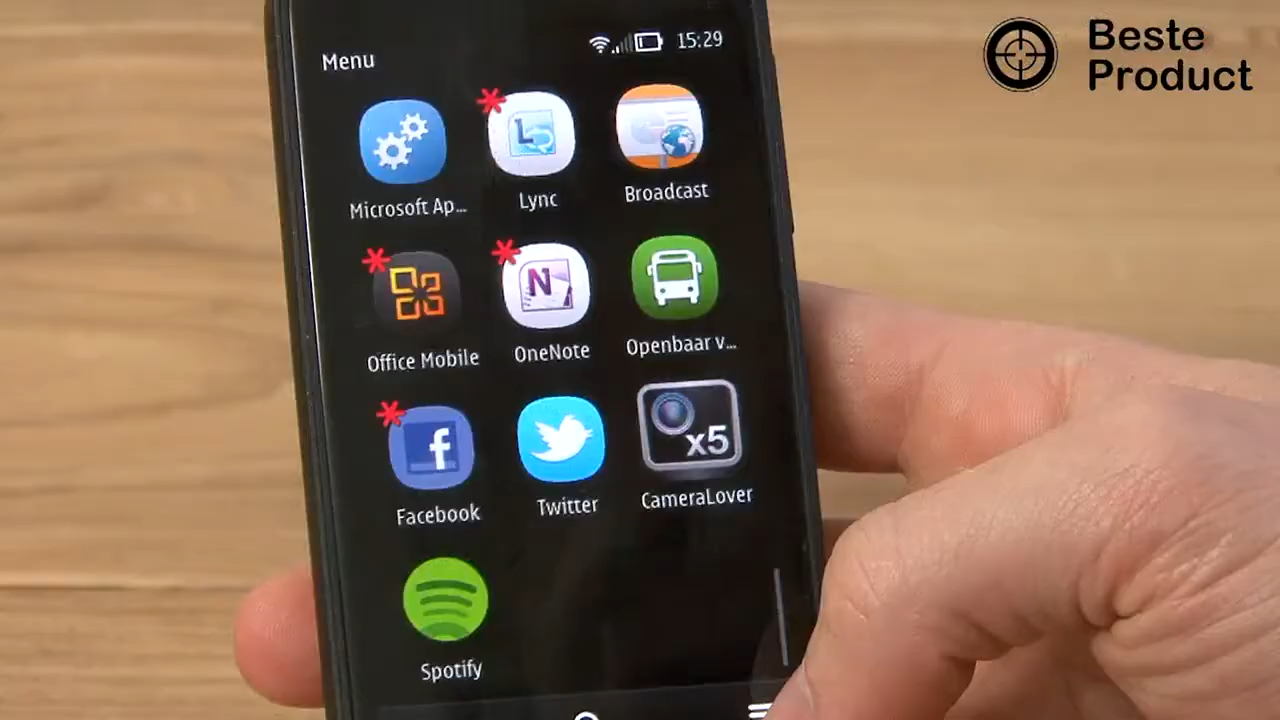 Beste
Product
Menu
15:29
Microsoft Ap...
Lync
Broadcast
Office Mobile
OneNote
Openbaar v...
Facebook
Twitter
x5
CameraLover
Spotify
L
N
f